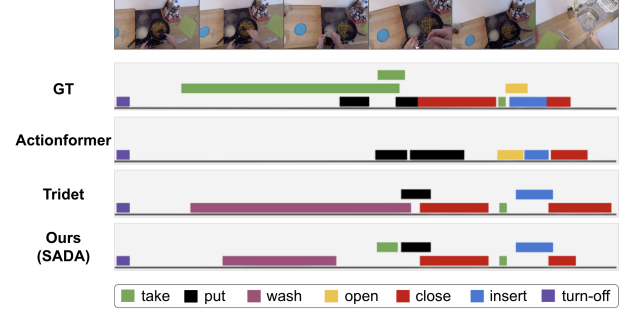 GT
Actionformer
Tridet
Ours
(SADA)
take put wash open close insert turn-off